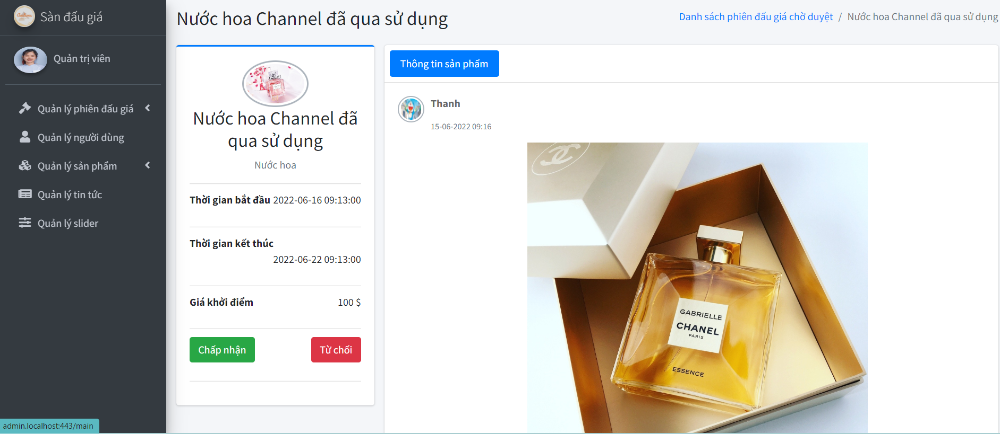 Sàn đấu giá
Quản trị viên
Quản lý phiên đấu giá
Quản lý người dùng
Quản lý sản phẩm
Quản lý tin tức
Quản lý slider
admin.localhost:443/main
Nước hoa Channel đã qua sử dụng
Danh sách phiên đấu giá chờ duyệt / Nước hoa Channel đã qua sử dụng
Nước hoa Channel đã
qua sử dụng
Nước hoa
Thời gian bắt đầu 2022-06-16 09:13:00
Thời gian kết thúc
2022-06-22 09:13:00
Giá khởi điểm 100 $
Chấp nhận Từ chối
Thông tin sản phẩm
Thanh
15-06-2022 09:16
GABRIELLE
CHANEL
PARIS
ESSENCE